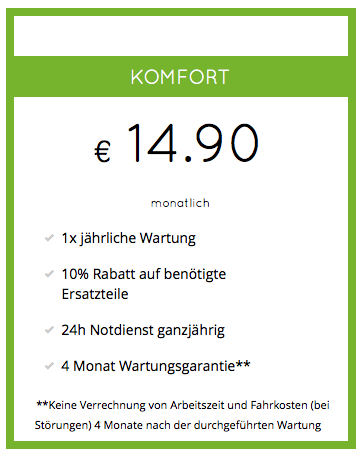 KOMFORT
€ 14.90
monatlich
1x jährliche Wartung
10% Rabatt auf benötigte
Ersatzteile
24h Notdienst ganzjährig
4 Monat Wartungsgarantie**
**Keine Verrechnung von Arbeitszeit und Fahrkosten (bei
Störungen) 4 Monate nach der durchgeführten Wartung